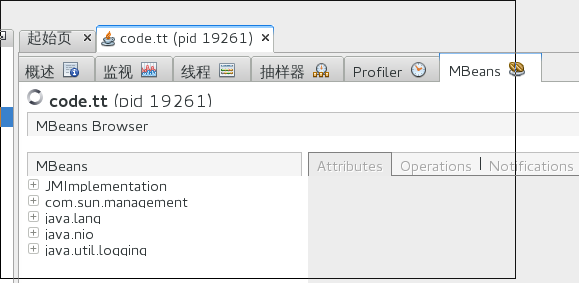 起始页 code.tt (pid 19261)
概述 监视 线程 抽样器 Profiler MBeans
code.tt (pid 19261)
MBeans Browser
MBeans Attributes Operations Notifications
JMImplementation
com.sun.management
java.lang
java.nio
java.util.logging